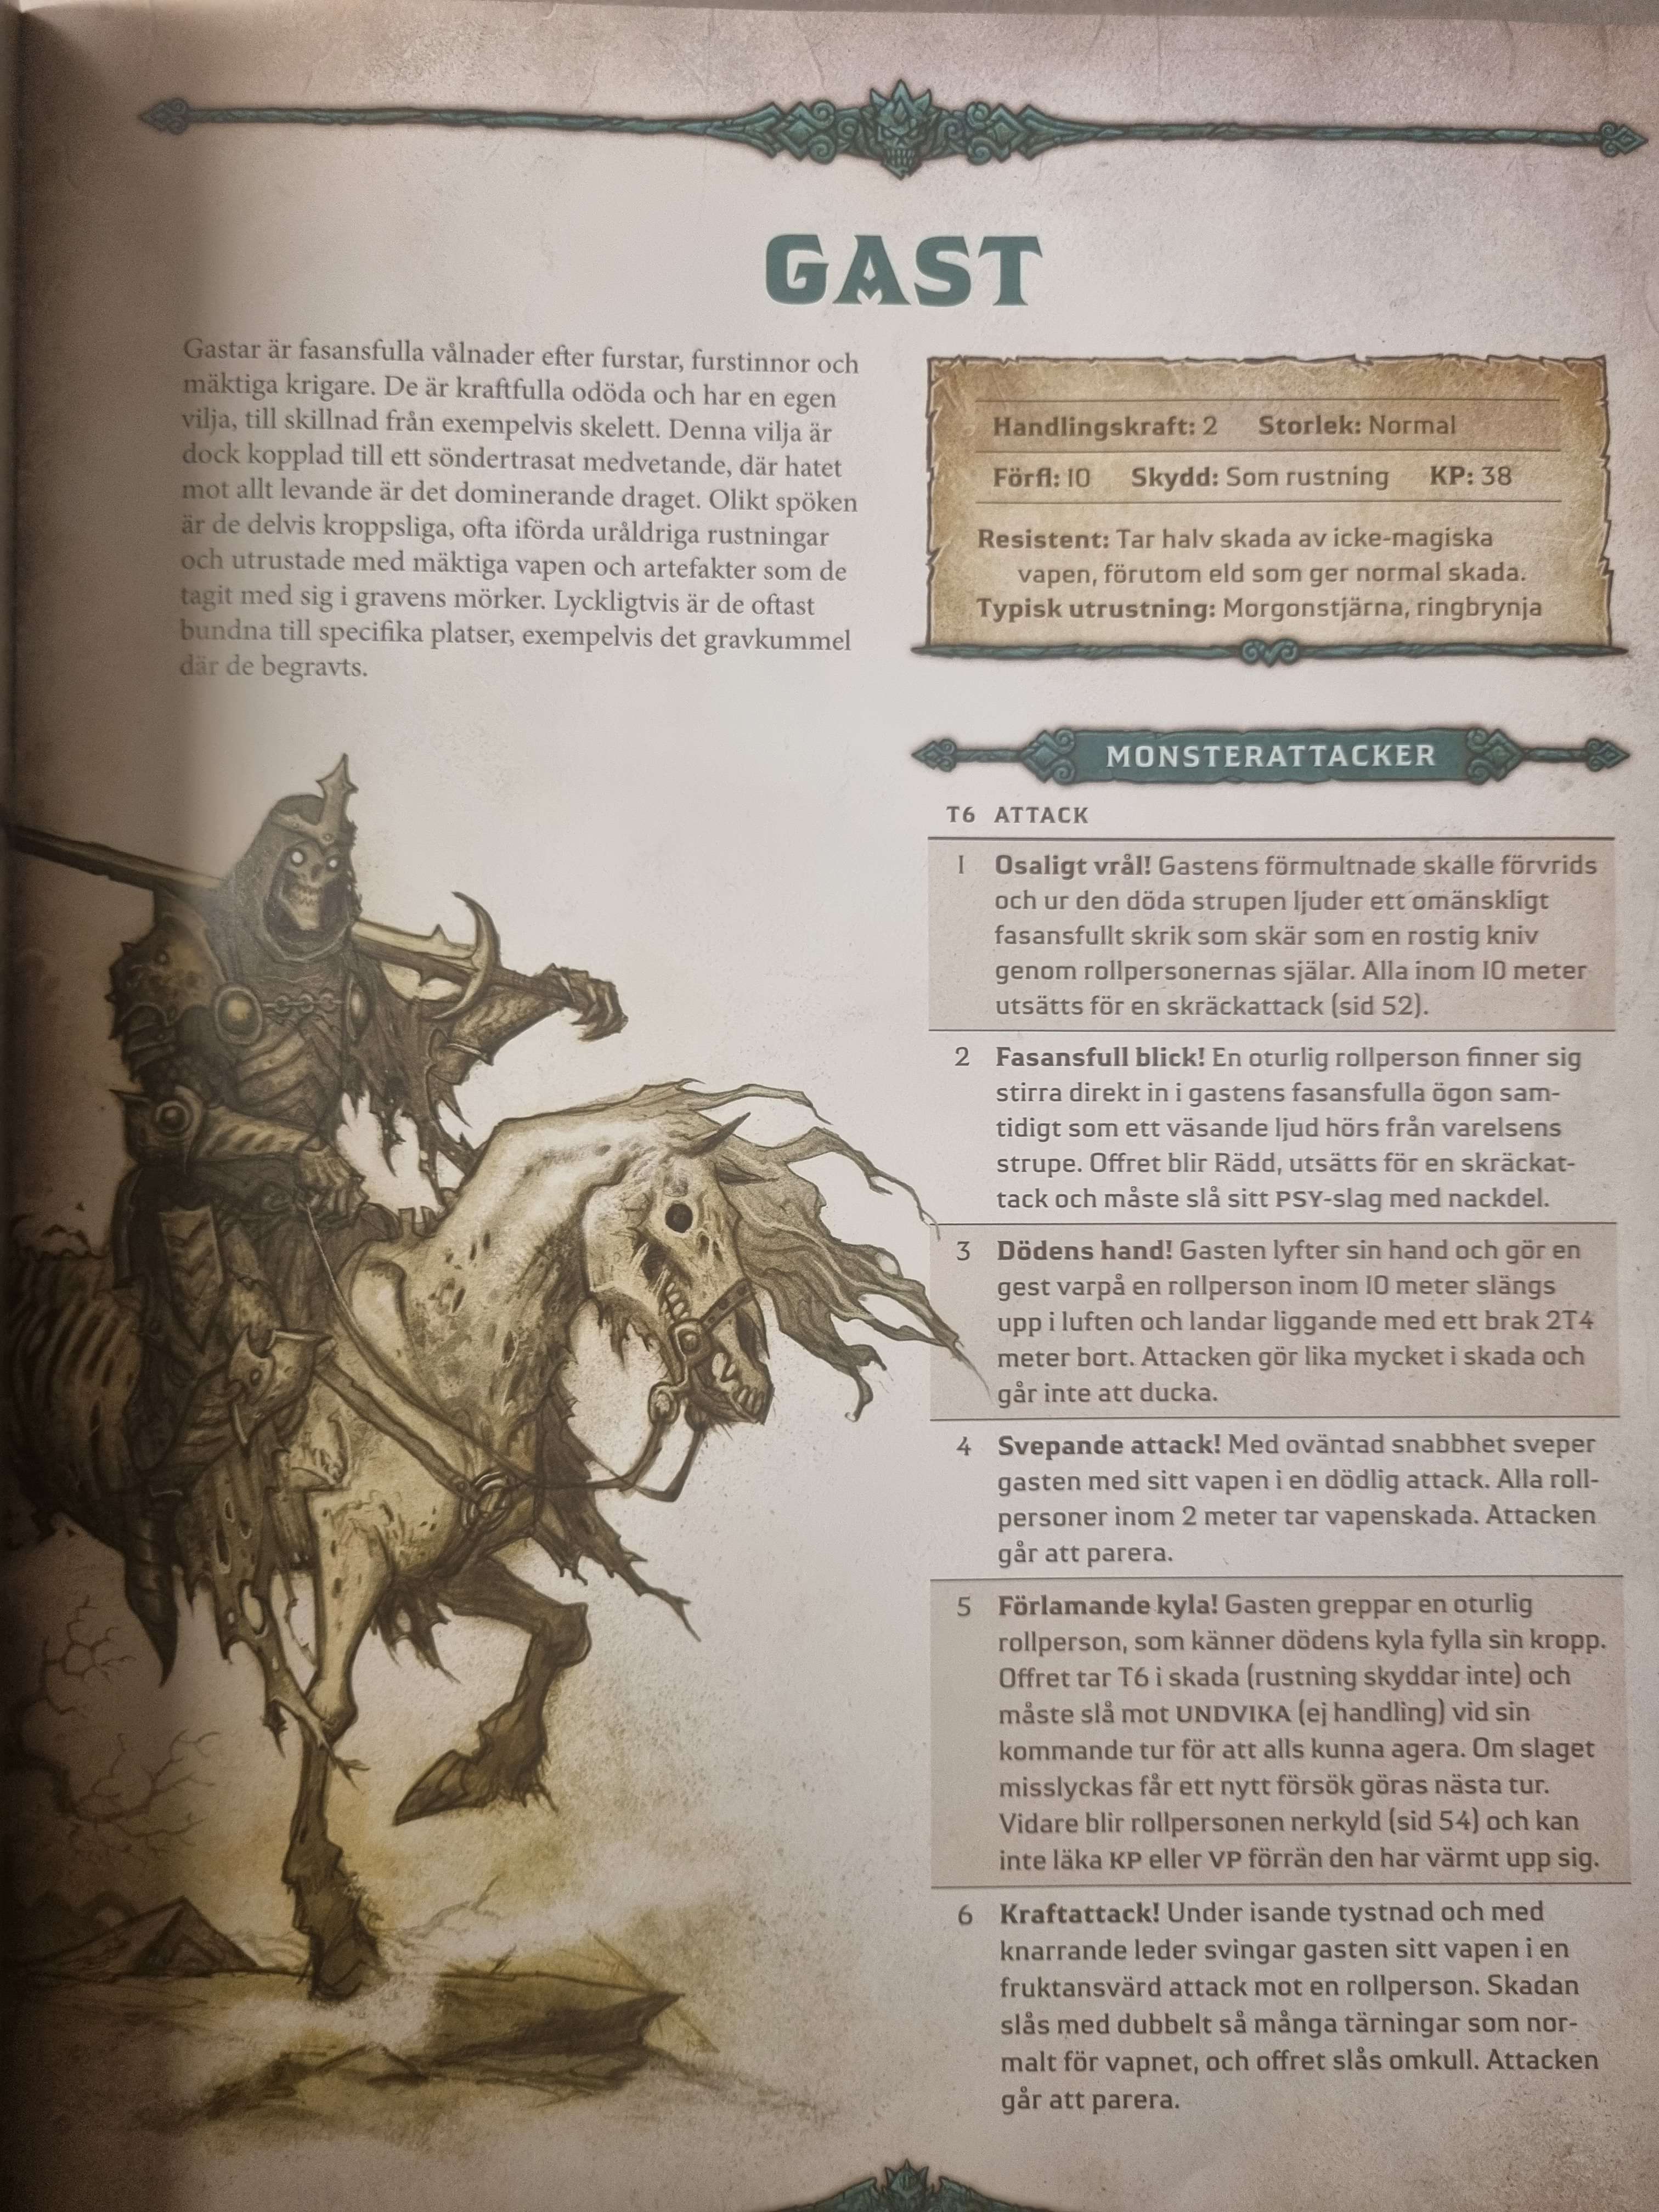 GAST
Gastar är fasansfulla vålnader efter furstar, furstinnor och
mäktiga krigare. De är kraftfulla odöda och har en egen
vilja, till skillnad från exempelvis skelett. Denna vilja är
dock kopplad till ett söndertrasat medvetande, där hatet
mot allt levande är det dominerande draget. Olikt spöken
är de delvis kroppsliga, ofta iförda uråldriga rustningar
och utrustade med mäktiga vapen och artefakter som de
tagit med sig i gravens mörker. Lyckligtvis är de oftast
bundna till specifika platser, exempelvis det gravkummel
där de begravts.
Handlingskraft: 2 Storlek: Normal
Förfl: 10 Skydd: Som rustning KP: 38
Resistent: Tar halv skada av icke-magiska
vapen, förutom eld som ger normal skada.
Typisk utrustning: Morgonstjärna, ringbrynja
MONSTERATTACKER
T6 ATTACK
1 Osaligt vrål! Gastens förmultnade skalle förvrids
och ur den döda strupen ljuder ett omänskligt
fasansfullt skrik som skär som en rostig kniv
genom rollpersonernas själar. Alla inom 10 meter
utsätts för en skräckattack (sid 52).
2 Fasansfull blick! En oturlig rollperson finner sig
stirra direkt in i gastens fasansfulla ögon sam-
tidigt som ett väsande ljud hörs från varelsens
strupe. Offret blir Rädd, utsätts för en skräckat-
tack och måste slå sitt PSY-slag med nackdel.
3 Dödens hand! Gasten lyfter sin hand och gör en
gest varpå en rollperson inom 10 meter slängs
upp i luften och landar liggande med ett brak 2T4
meter bort. Attacken gör lika mycket i skada och
går inte att ducka.
4 Svepande attack! Med oväntad snabbhet sveper
gasten med sitt vapen i en dödlig attack. Alla roll-
personer inom 2 meter tar vapenskada. Attacken
går att parera.
5 Förlamande kyla! Gasten greppar en oturlig
rollperson, som känner dödens kyla fylla sin kropp.
Offret tar T6 i skada (rustning skyddar inte) och
måste slå mot UNDVIKA (ej handling) vid sin
kommande tur för att alls kunna agera. Om slaget
misslyckas får ett nytt försök göras nästa tur.
Vidare blir rollpersonen nerkyld (sid 54) och kan
inte läka KP eller VP förrän den har värmt upp sig.
6 Kraftattack! Under isande tystnad och med
knarrande leder svingar gasten sitt vapen i en
fruktansvärd attack mot en rollperson. Skadan
slås med dubbelt så många tärningar som nor-
malt för vapnet, och offret slås omkull. Attacken
går att parera.